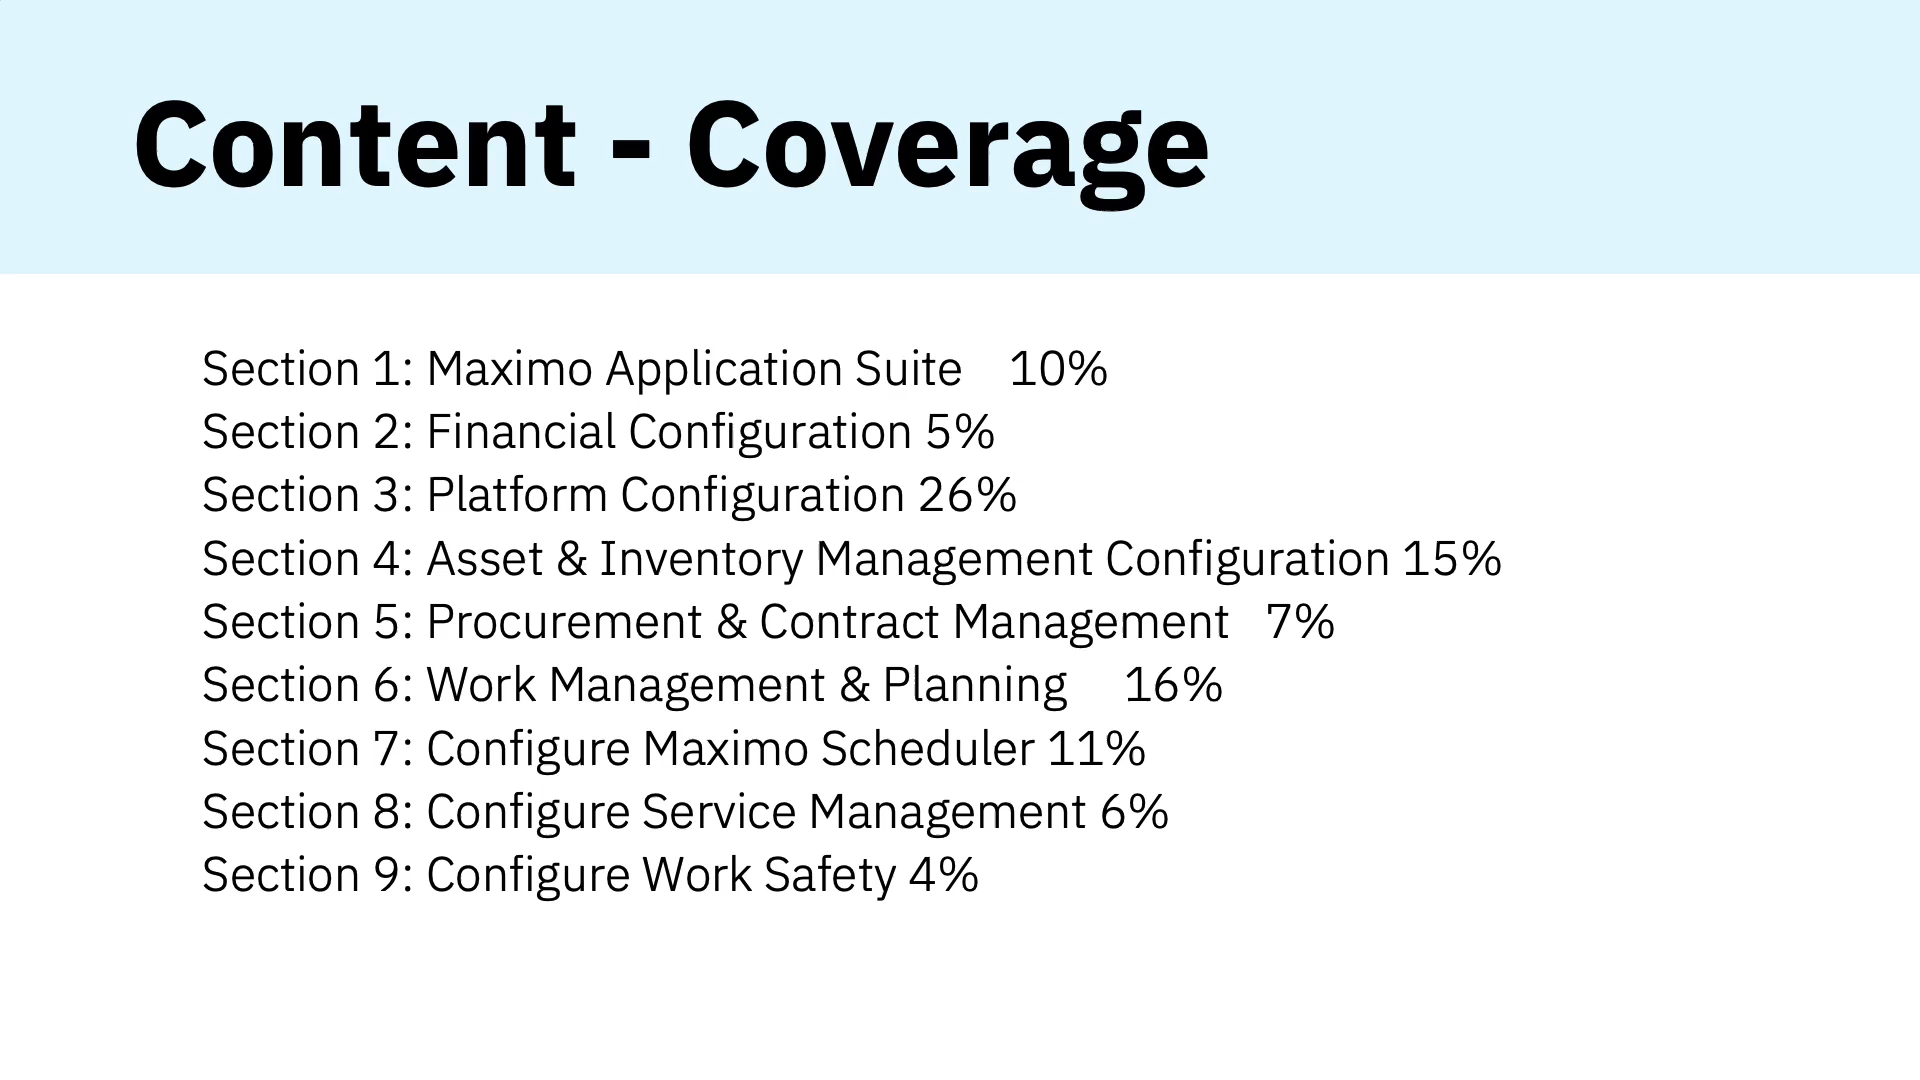 Content - Coverage
Section 1: Maximo Application Suite 10%
Section 2: Financial Configuration 5%
Section 3: Platform Configuration 26%
Section 4: Asset & Inventory Management Configuration 15%
Section 5: Procurement & Contract Management 7%
Section 6: Work Management & Planning 16%
Section 7: Configure Maximo Scheduler 11%
Section 8: Configure Service Management 6%
Section 9: Configure Work Safety 4%